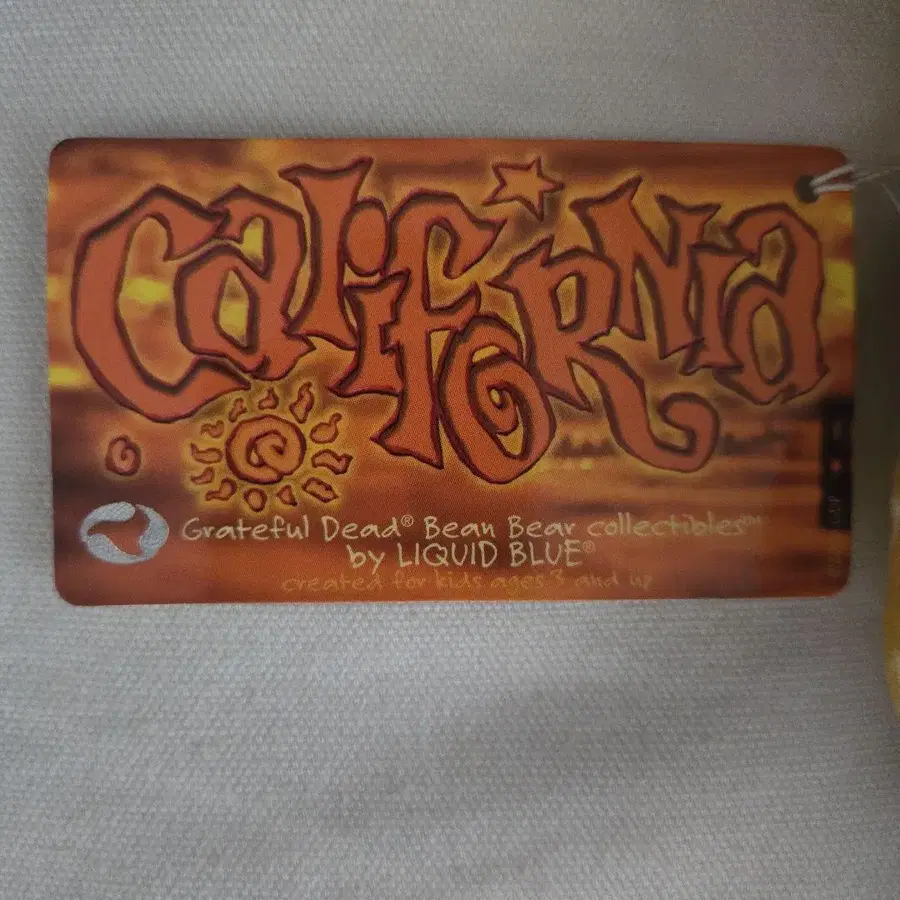 CaliforNia
Grateful Dead® Bean Bear collectibles™
by LIQUID BLUE®
created for kids ages 3 and up